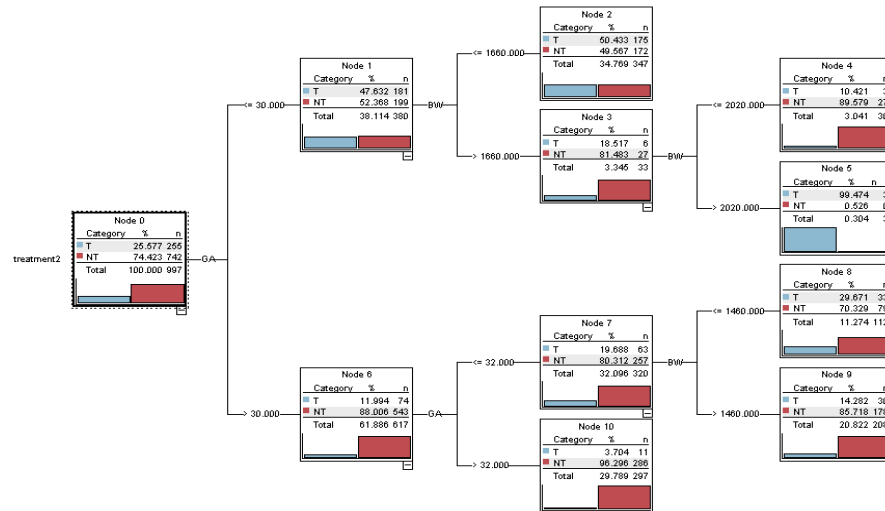 treatment2
Node 0
Category % n
T 25.577 255
NT 74.423 742
Total 100.000 997
GA
<= 30.000
Node 1
Category % n
T 47.632 181
NT 52.368 199
Total 38.114 380
BW
<= 1660.000
Node 2
Category % n
T 50.433 175
NT 49.567 172
Total 34.769 347
> 1660.000
Node 3
Category % n
T 18.517 6
NT 81.483 27
Total 3.345 33
BW
<= 2020.000
Node 4
Category %
T 10.421
NT 89.579
Total 3.041
> 2020.000
Node 5
Category % n
T 99.474
NT 0.526
Total 0.304
> 30.000
Node 6
Category % n
T 11.994 74
NT 88.006 543
Total 61.886 617
GA
<= 32.000
Node 7
Category % n
T 19.688 63
NT 80.312 257
Total 32.096 320
BW
<= 1460.000
Node 8
Category %
T 29.671
NT 70.329
Total 11.274
> 1460.000
Node 9
Category %
T 14.282
NT 85.718
Total 20.822
> 32.000
Node 10
Category % n
T 3.704 11
NT 96.296 286
Total 29.789 297